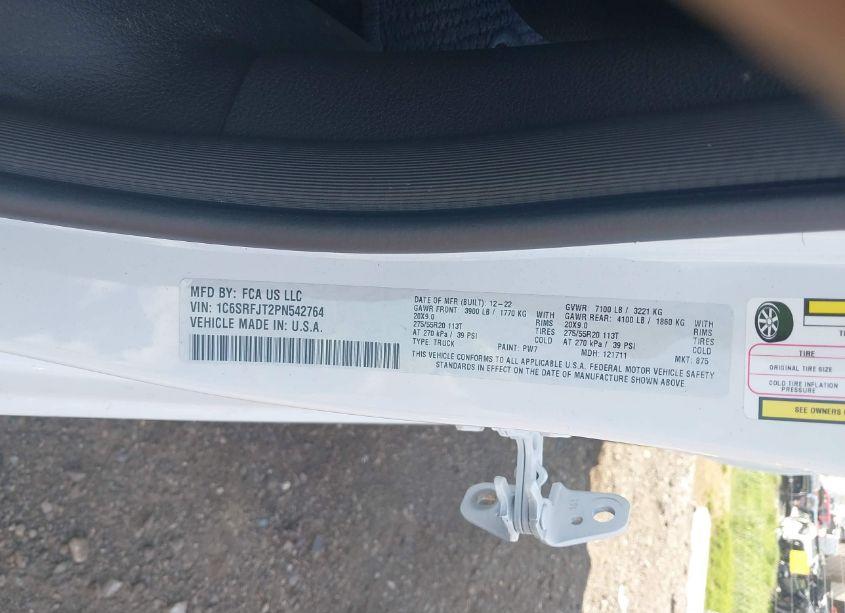 MFD BY: FCA US LLC
VIN: 1C6SRFJT2PN542764
VEHICLE MADE IN: U.S.A.
DATE OF MFR (BUILT): 12-22
GAWR FRONT: 3900 LB / 1770 KG WITH
20X9.0 RIMS
275/55R20 113T TIRES
AT 270 kPa / 39 PSI COLD
TYPE: TRUCK PAINT: PW7
GVWR: 7100 LB / 3221 KG
GAWR REAR: 4100 LB / 1860 KG WITH
20X9.0 RIMS
275/55R20 113T TIRES
AT 270 kPa / 39 PSI COLD
MDH: 121711 MKT: 875
THIS VEHICLE CONFORMS TO ALL APPLICABLE U.S.A. FEDERAL MOTOR VEHICLE SAFETY
STANDARDS IN EFFECT ON THE DATE OF MANUFACTURE SHOWN ABOVE.
TIRE
ORIGINAL TIRE SIZE
COLD TIRE INFLATION
PRESSURE
SEE OWNERS